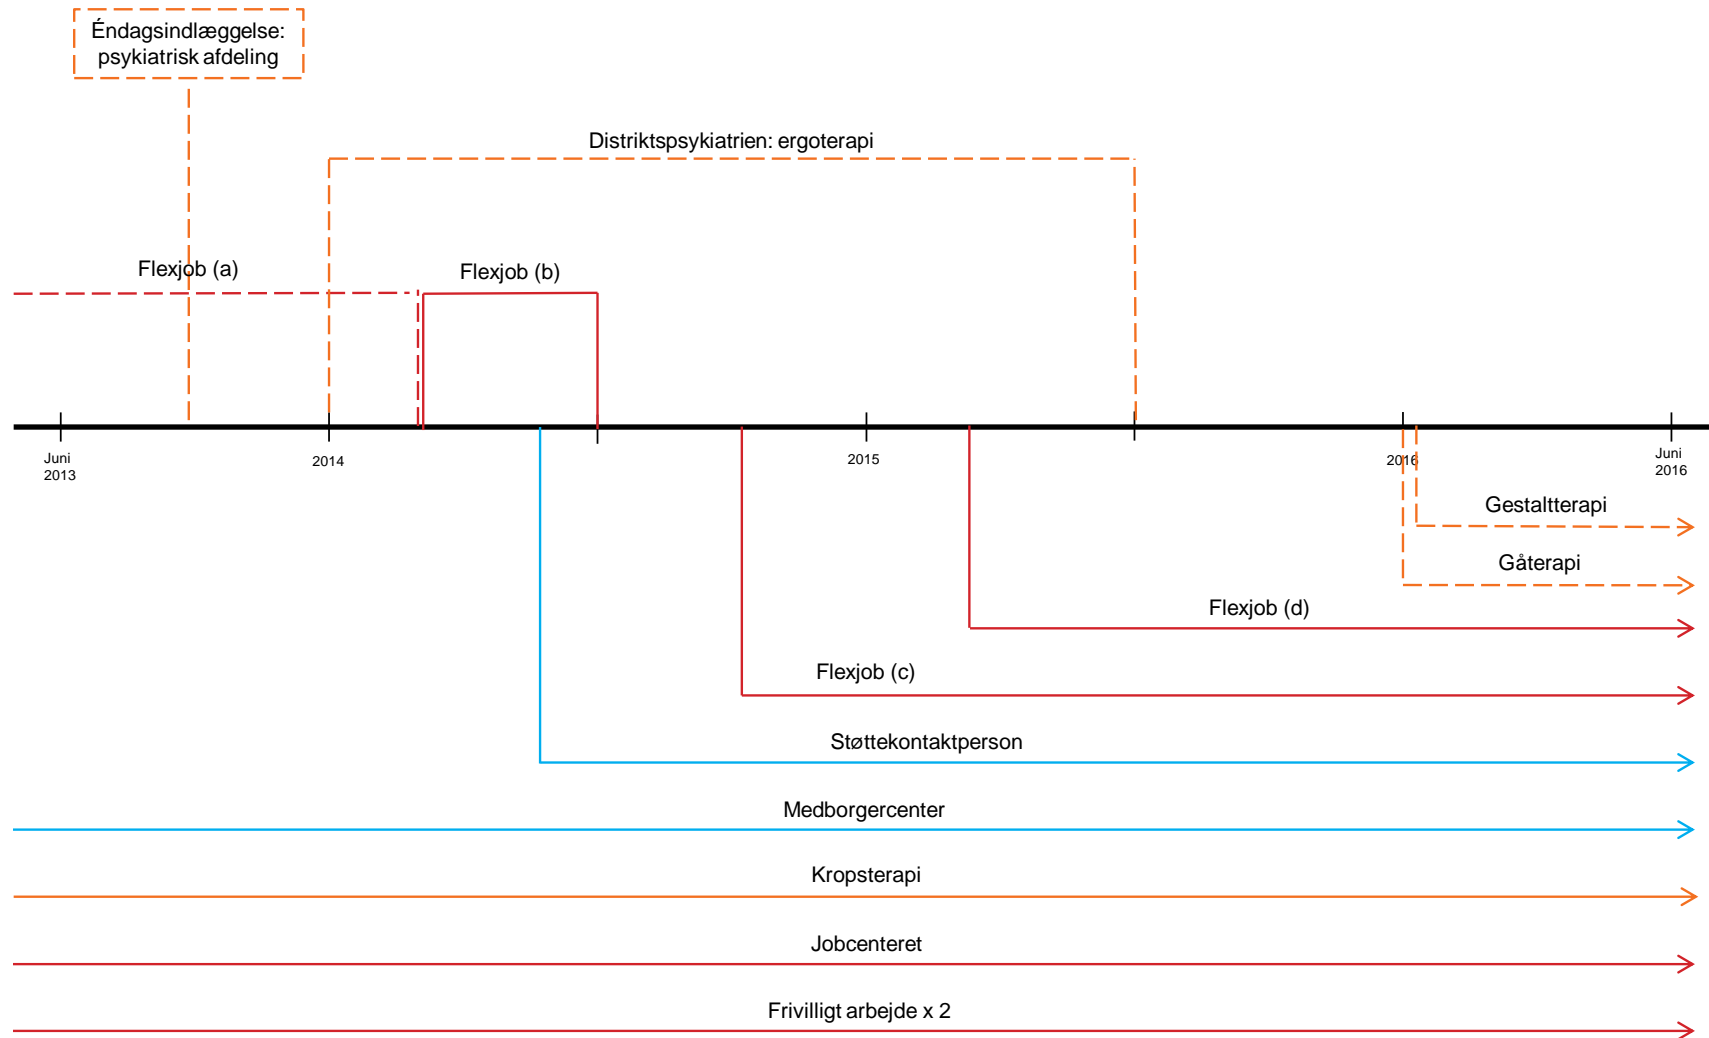 Éndagsindlæggelse:
psykiatrisk afdeling
Distriktspsykiatrien: ergoterapi
Flexjob (a)
Flexjob (b)
Juni
2013
2014
2015
2016
Juni
2016
Gestaltterapi
Gåterapi
Flexjob (d)
Flexjob (c)
Støttekontaktperson
Medborgercenter
Kropsterapi
Jobcenteret
Frivilligt arbejde x 2